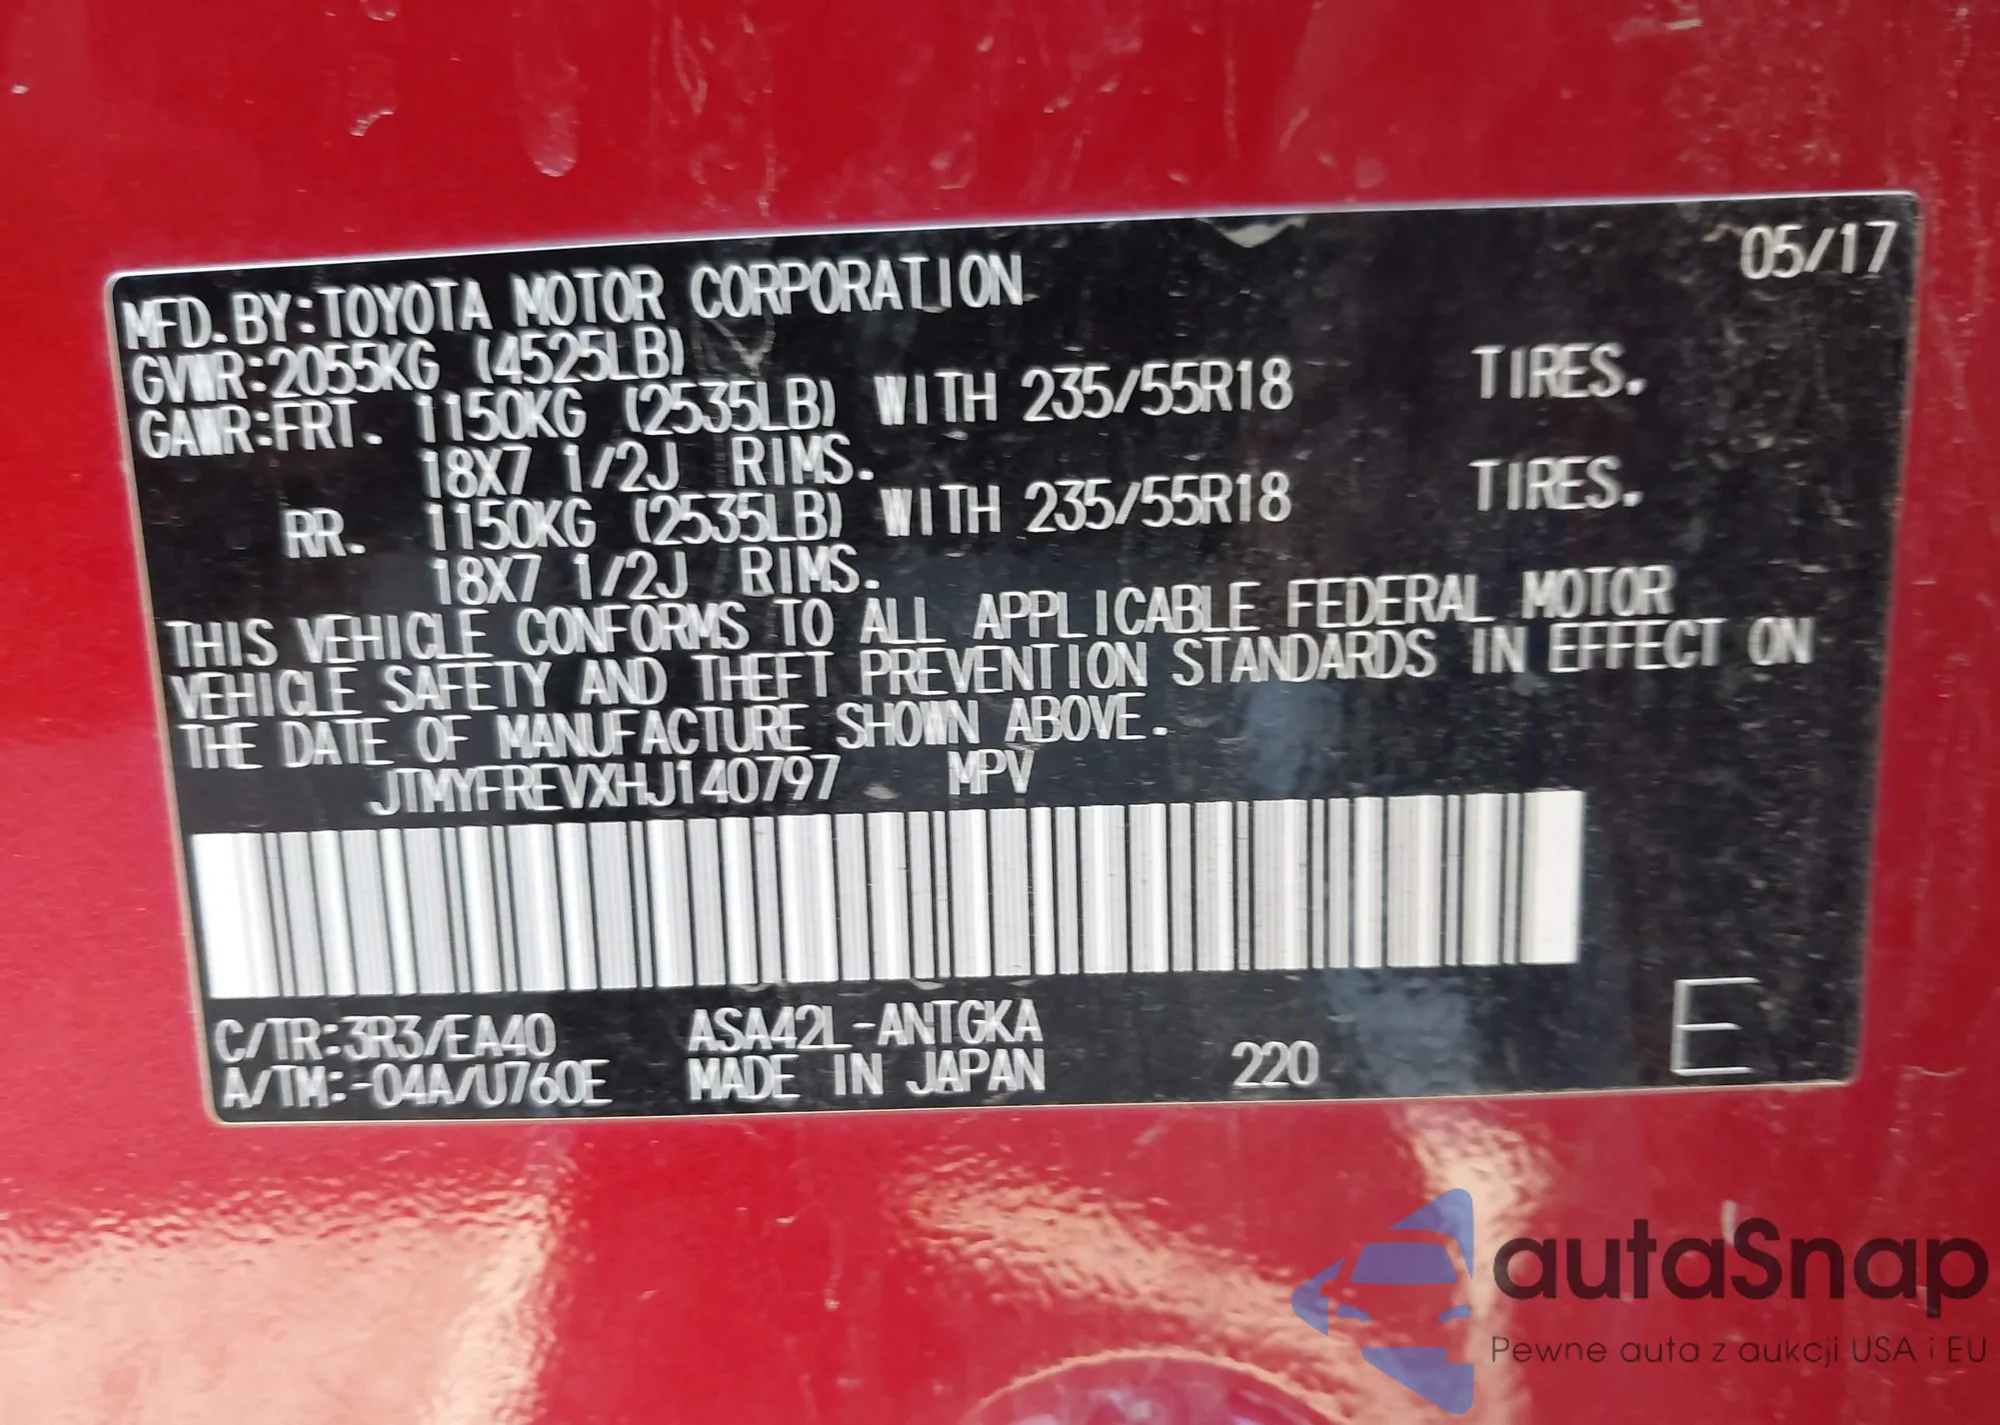 05/17
MFD.BY:TOYOTA MOTOR CORPORATION
GVWR:2055KG (4525LB)
GAWR:FRT. 1150KG (2535LB) WITH 235/55R18 TIRES.
18X7 1/2J RIMS.
RR. 1150KG (2535LB) WITH 235/55R18 TIRES.
18X7 1/2J RIMS.
THIS VEHICLE CONFORMS TO ALL APPLICABLE FEDERAL MOTOR
VEHICLE SAFETY AND THEFT PREVENTION STANDARDS IN EFFECT ON
THE DATE OF MANUFACTURE SHOWN ABOVE.
JTMYFREVXHJ140797 MPV
C/TR:3R3/EA40 ASA42L-ANTGKA
A/TM:-04A/U760E MADE IN JAPAN 220 E
autaSnap
Pewne auta z aukcji USA i EU